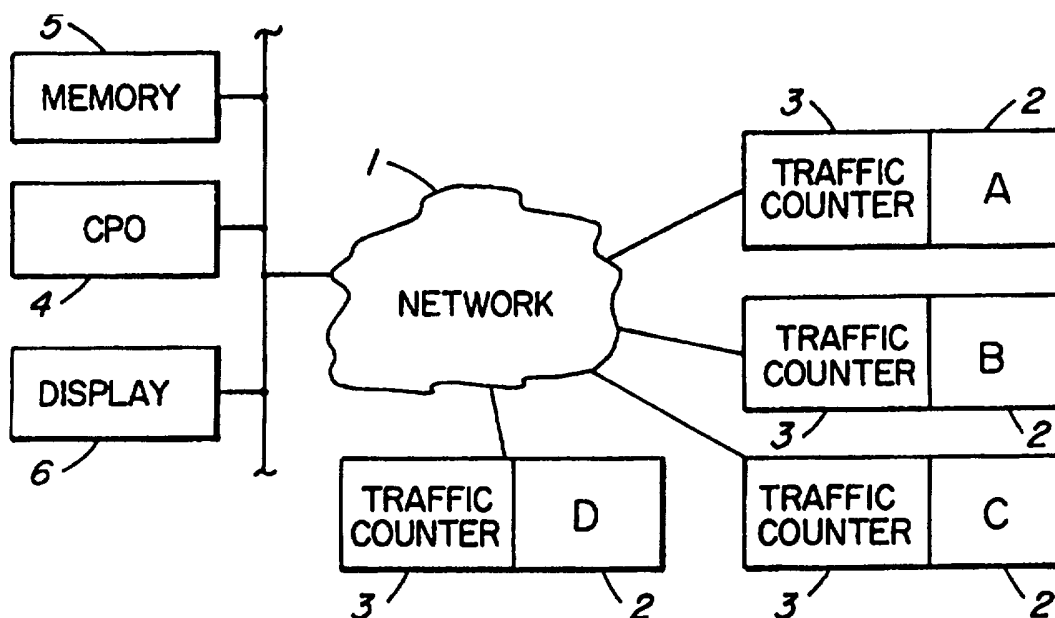 5
MEMORY
CPO
4
DISPLAY
6
1
NETWORK
3
2
TRAFFIC
COUNTER
A
TRAFFIC
COUNTER
B
3
2
TRAFFIC
COUNTER
C
3
2
TRAFFIC
COUNTER
D
3
2